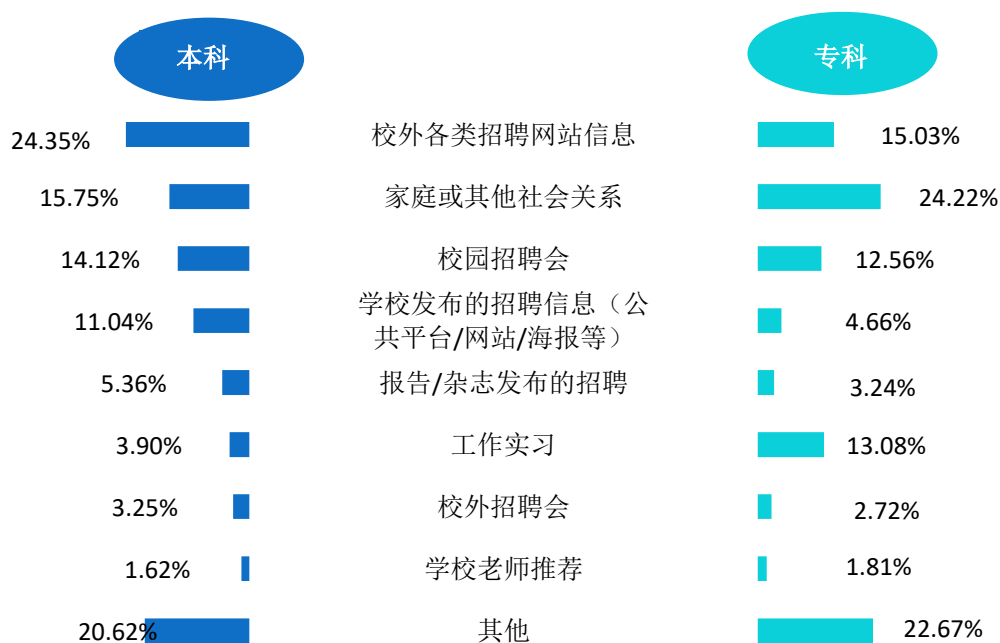 本科 专科
24.35% 校外各类招聘网站信息 15.03%
15.75% 家庭或其他社会关系 24.22%
14.12% 校园招聘会 12.56%
11.04% 学校发布的招聘信息（公
共平台/网站/海报等） 4.66%
5.36% 报告/杂志发布的招聘 3.24%
3.90% 工作实习 13.08%
3.25% 校外招聘会 2.72%
1.62% 学校老师推荐 1.81%
20.62% 其他 22.67%